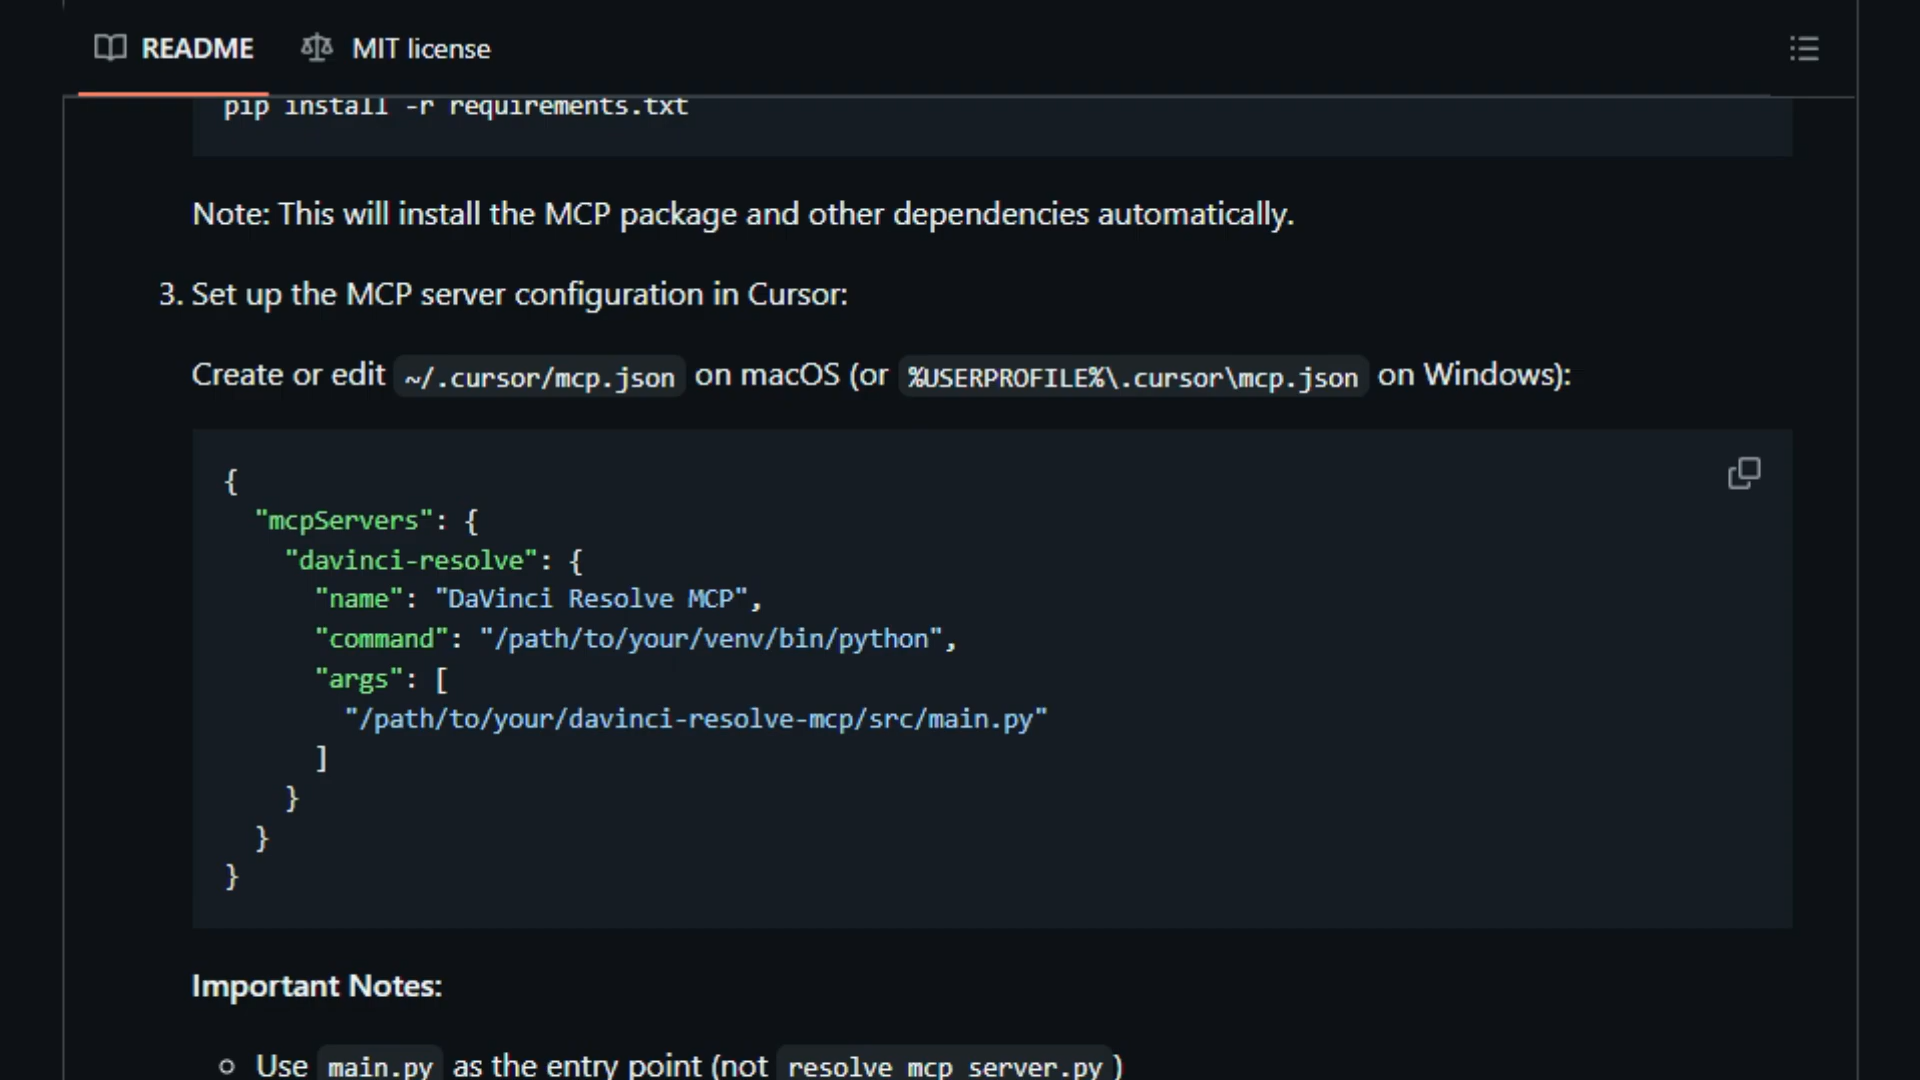 README MIT license
pip install -r requirements.txt
Note: This will install the MCP package and other dependencies automatically.
3. Set up the MCP server configuration in Cursor:
Create or edit ~/.cursor/mcp.json on macOS (or %USERPROFILE%\.cursor\mcp.json on Windows):
{
  "mcpServers": {
    "davinci-resolve": {
      "name": "DaVinci Resolve MCP",
      "command": "/path/to/your/venv/bin/python",
      "args": [
        "/path/to/your/davinci-resolve-mcp/src/main.py"
      ]
    }
  }
}
Important Notes:
Use main.py as the entry point (not resolve_mcp_server.py)